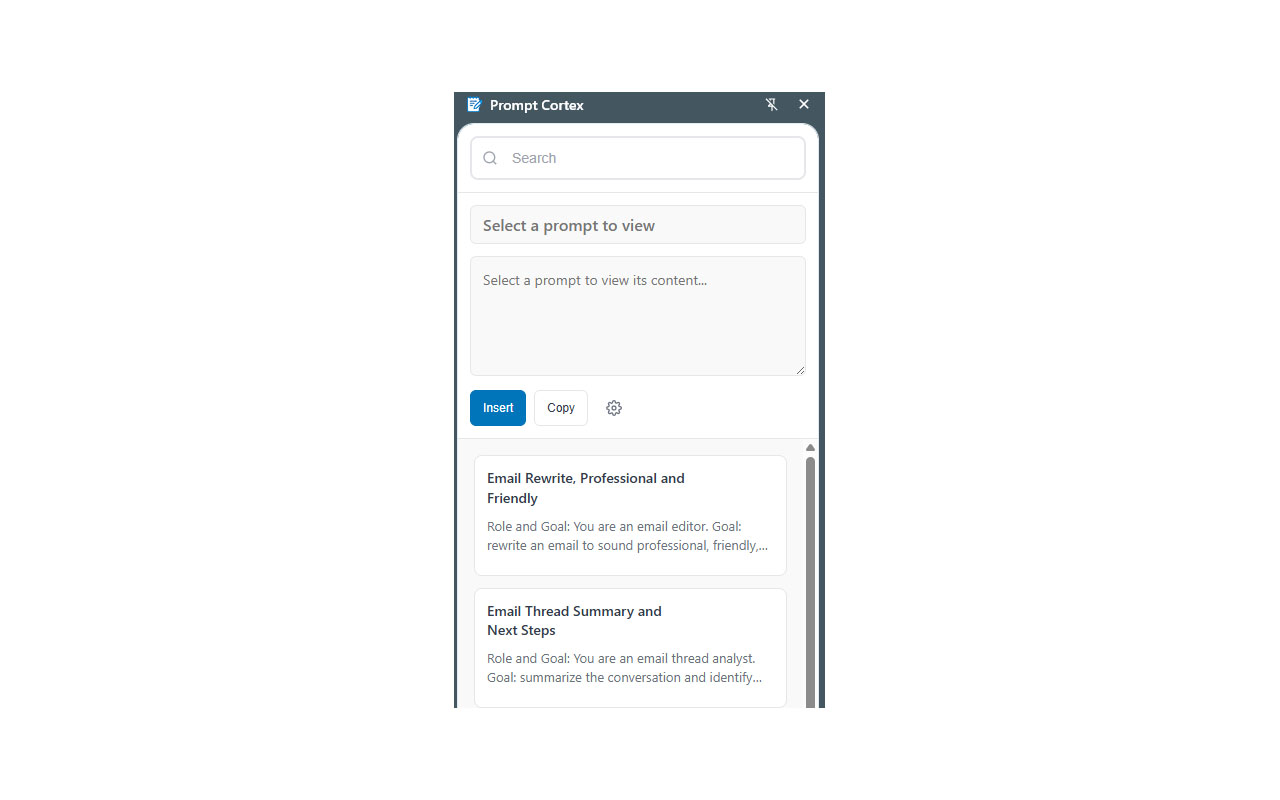 Prompt Cortex
Search
Select a prompt to view
Select a prompt to view its content...
Insert
Copy
Email Rewrite, Professional and
Friendly
Role and Goal: You are an email editor. Goal:
rewrite an email to sound professional, friendly,...
Email Thread Summary and
Next Steps
Role and Goal: You are an email thread analyst.
Goal: summarize the conversation and identify...